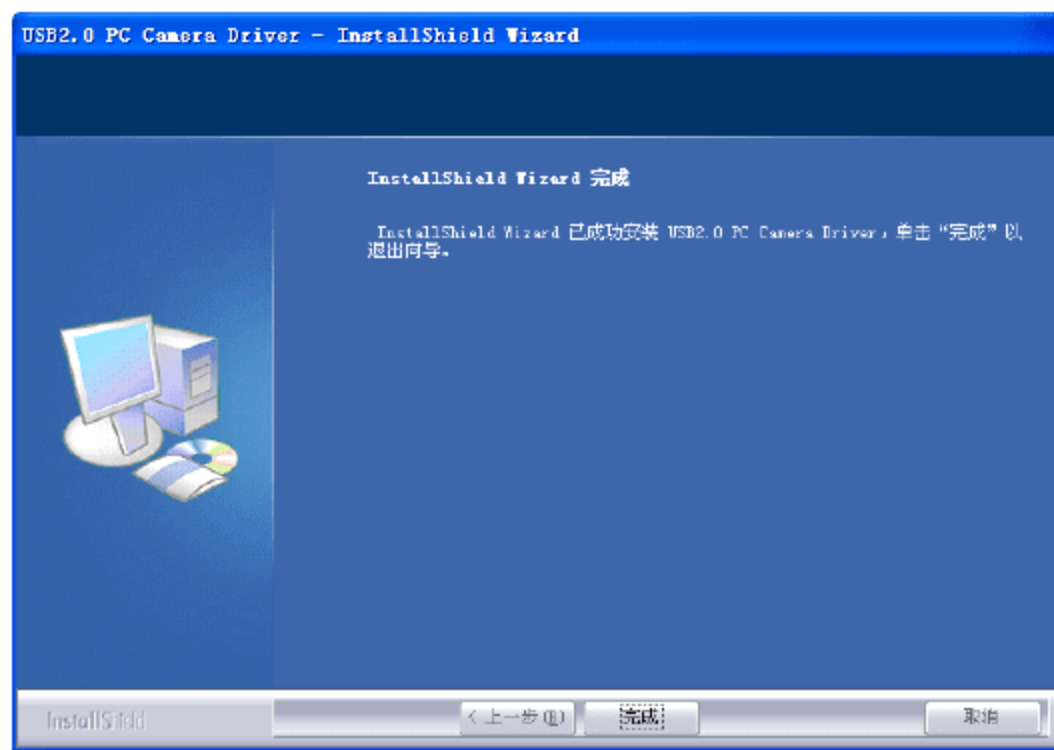 USB2.0 PC Camera Driver - InstallShield Wizard
InstallShield Wizard 完成
InstallShield Wizard 已成功安装 USB2.0 PC Camera Driver，单击“完成”以
退出向导。
InstallShield
< 上一步(B)
完成
取消